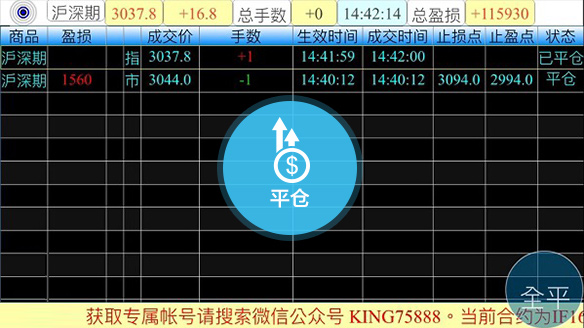 沪深期 3037.8 +16.8 总手数 +0 14:42:14 总盈损 +115930
商品 盈损 成交价 手数 生效时间 成交时间 止损点 止盈点 状态
沪深期 指 3037.8 +1 14:41:59 14:42:00 已平仓
沪深期 1560 市 3044.0 -1 14:40:12 14:40:12 3094.0 2994.0 平仓
$
平仓
全平
获取专属帐号请搜索微信公众号 KING75888。当前合约为IF16